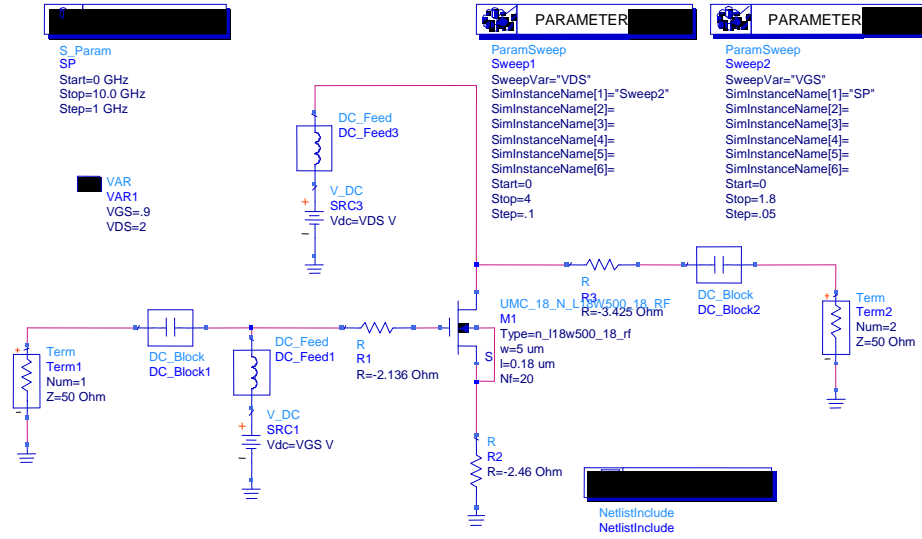 S_Param
SP
Start=0 GHz
Stop=10.0 GHz
Step=1 GHz
PARAMETER
ParamSweep
Sweep1
SweepVar="VDS"
SimInstanceName[1]="Sweep2"
SimInstanceName[2]=
SimInstanceName[3]=
SimInstanceName[4]=
SimInstanceName[5]=
SimInstanceName[6]=
Start=0
Stop=4
Step=.1
PARAMETER
ParamSweep
Sweep2
SweepVar="VGS"
SimInstanceName[1]="SP"
SimInstanceName[2]=
SimInstanceName[3]=
SimInstanceName[4]=
SimInstanceName[5]=
SimInstanceName[6]=
Start=0
Stop=1.8
Step=.05
VAR
VAR1
VGS=.9
VDS=2
DC_Feed
DC_Feed3
V_DC
SRC3
Vdc=VDS V
+
R
R3
R=-3.425 Ohm
DC_Block
DC_Block2
+
Term
Term2
Num=2
Z=50 Ohm
UMC_18_N_L18W500_18_RF
M1
Type=n_l18w500_18_rf
w=5 um
l=0.18 um
Nf=20
S
+
Term
Term1
Num=1
Z=50 Ohm
DC_Block
DC_Block1
DC_Feed
DC_Feed1
R
R1
R=-2.136 Ohm
V_DC
SRC1
Vdc=VGS V
+
R
R2
R=-2.46 Ohm
NetlistInclude
NetlistInclude